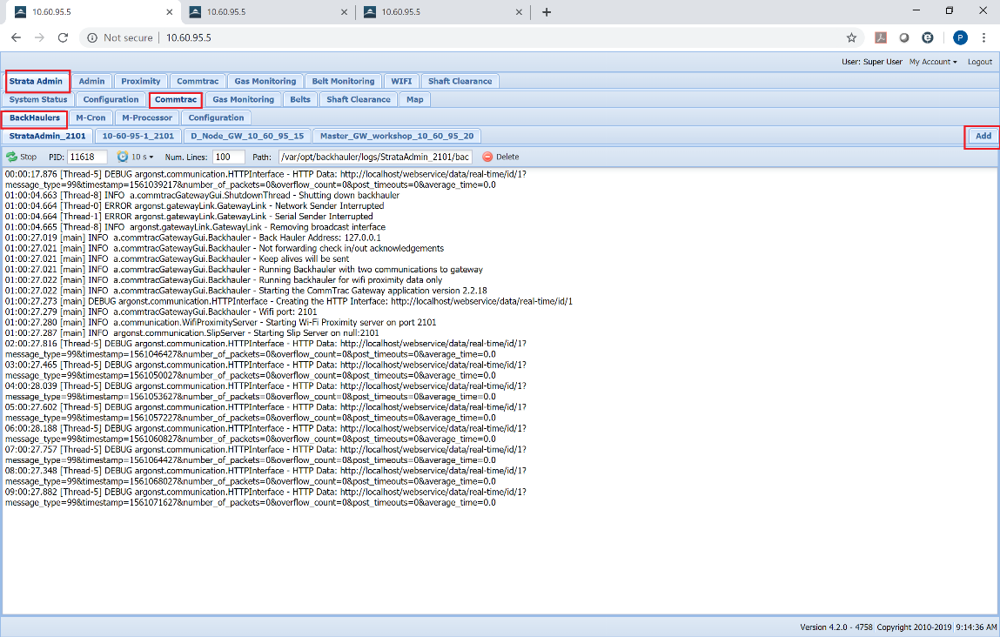 10.60.95.5 10.60.95.5 10.60.95.5
Not secure 10.60.95.5 P
User: Super User My Account Logout
Strata Admin Admin Proximity Commtrac Gas Monitoring Belt Monitoring WIFI Shaft Clearance
System Status Configuration Commtrac Gas Monitoring Belts Shaft Clearance Map
BackHaulers M-Cron M-Processor Configuration
StrataAdmin_2101 10-60-95-1_2101 D_Node_GW_10_60_95_15 Master_GW_workshop_10_60_95_20 Add
Stop PID: 11618 10 s Num. Lines: 100 Path: /var/opt/backhauler/logs/StrataAdmin_2101/bac Delete
00:00:17.876 [Thread-5] DEBUG argonst.communication.HTTPInterface - HTTP Data: http://localhost/webservice/data/real-time/id/1?
message_type=99&timestamp=1561039217&number_of_packets=0&overflow_count=0&post_timeouts=0&average_time=0.0
01:00:04.663 [Thread-8] INFO a.commtracGatewayGui.ShutdownThread - Shutting down backhauler
01:00:04.664 [Thread-0] ERROR argonst.gatewayLink.GatewayLink - Network Sender Interrupted
01:00:04.664 [Thread-1] ERROR argonst.gatewayLink.GatewayLink - Serial Sender Interrupted
01:00:04.665 [Thread-8] INFO argonst.gatewayLink.GatewayLink - Removing broadcast interface
01:00:27.019 [main] INFO a.commtracGatewayGui.Backhauler - Back Hauler Address: 127.0.0.1
01:00:27.021 [main] INFO a.commtracGatewayGui.Backhauler - Not forwarding check in/out acknowledgements
01:00:27.021 [main] INFO a.commtracGatewayGui.Backhauler - Keep alives will be sent
01:00:27.021 [main] INFO a.commtracGatewayGui.Backhauler - Running Backhauler with two communications to gateway
01:00:27.022 [main] INFO a.commtracGatewayGui.Backhauler - Running backhauler for wifi proximity data only
01:00:27.022 [main] INFO a.commtracGatewayGui.Backhauler - Starting the CommTrac Gateway application version 2.2.18
01:00:27.273 [main] DEBUG argonst.communication.HTTPInterface - Creating the HTTP Interface: http://localhost/webservice/data/real-time/id/1
01:00:27.279 [main] INFO a.commtracGatewayGui.Backhauler - Wifi port: 2101
01:00:27.280 [main] INFO a.communication.WifiProximityServer - Starting Wi-Fi Proximity server on port 2101
01:00:27.287 [main] INFO argonst.communication.SlipServer - Starting Slip Server on null:2101
02:00:27.816 [Thread-5] DEBUG argonst.communication.HTTPInterface - HTTP Data: http://localhost/webservice/data/real-time/id/1?
message_type=99&timestamp=1561046427&number_of_packets=0&overflow_count=0&post_timeouts=0&average_time=0.0
03:00:27.465 [Thread-5] DEBUG argonst.communication.HTTPInterface - HTTP Data: http://localhost/webservice/data/real-time/id/1?
message_type=99&timestamp=1561050027&number_of_packets=0&overflow_count=0&post_timeouts=0&average_time=0.0
04:00:28.039 [Thread-5] DEBUG argonst.communication.HTTPInterface - HTTP Data: http://localhost/webservice/data/real-time/id/1?
message_type=99&timestamp=1561053627&number_of_packets=0&overflow_count=0&post_timeouts=0&average_time=0.0
05:00:27.602 [Thread-5] DEBUG argonst.communication.HTTPInterface - HTTP Data: http://localhost/webservice/data/real-time/id/1?
message_type=99&timestamp=1561057227&number_of_packets=0&overflow_count=0&post_timeouts=0&average_time=0.0
06:00:28.188 [Thread-5] DEBUG argonst.communication.HTTPInterface - HTTP Data: http://localhost/webservice/data/real-time/id/1?
message_type=99&timestamp=1561060827&number_of_packets=0&overflow_count=0&post_timeouts=0&average_time=0.0
07:00:27.757 [Thread-5] DEBUG argonst.communication.HTTPInterface - HTTP Data: http://localhost/webservice/data/real-time/id/1?
message_type=99&timestamp=1561064427&number_of_packets=0&overflow_count=0&post_timeouts=0&average_time=0.0
08:00:27.348 [Thread-5] DEBUG argonst.communication.HTTPInterface - HTTP Data: http://localhost/webservice/data/real-time/id/1?
message_type=99&timestamp=1561068027&number_of_packets=0&overflow_count=0&post_timeouts=0&average_time=0.0
09:00:27.882 [Thread-5] DEBUG argonst.communication.HTTPInterface - HTTP Data: http://localhost/webservice/data/real-time/id/1?
message_type=99&timestamp=1561071627&number_of_packets=0&overflow_count=0&post_timeouts=0&average_time=0.0
Version 4.2.0 - 4758 Copyright 2010-2019 9:14:36 AM